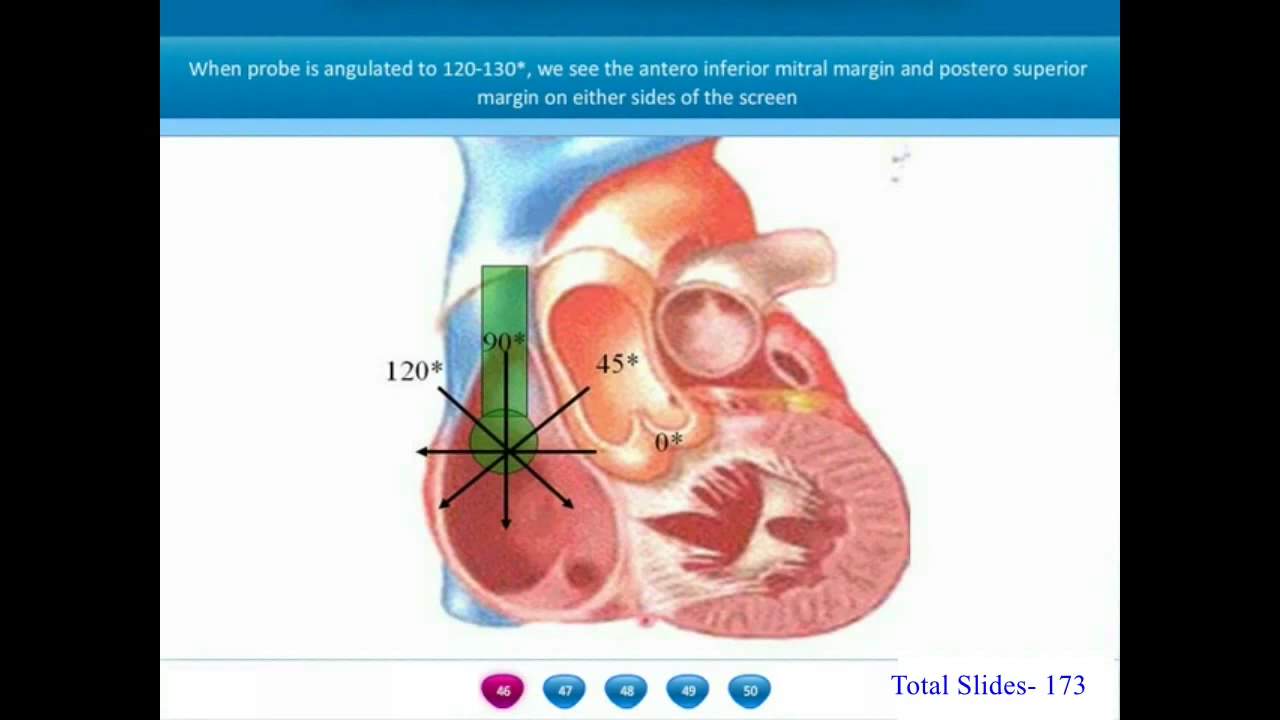 When probe is angulated to 120-130*, we see the antero inferior mitral margin and postero superior
margin on either sides of the screen
90*
120*
45*
0*
46 47 48 49 50
Total Slides- 173